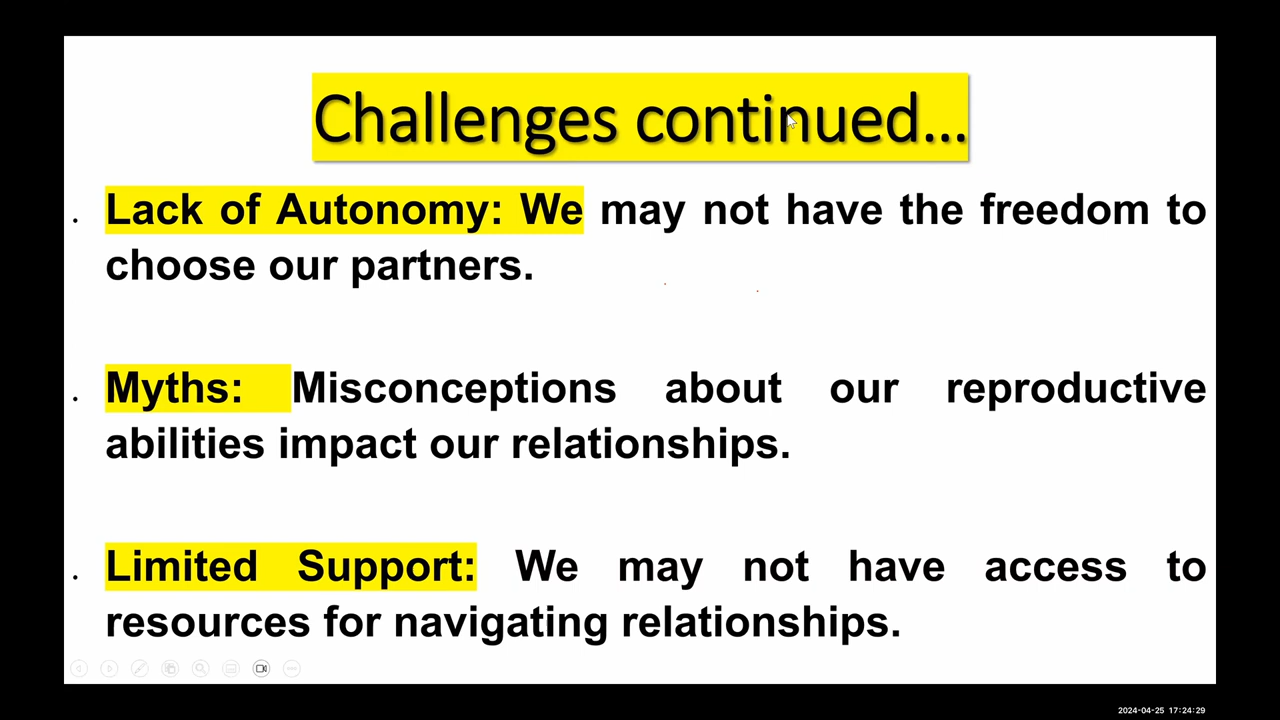 Challenges continued...
. Lack of Autonomy: We may not have the freedom to
choose our partners.
. Myths: Misconceptions about our reproductive
abilities impact our relationships.
. Limited Support: We may not have access to
resources for navigating relationships.
2024-04-25 17:24:29